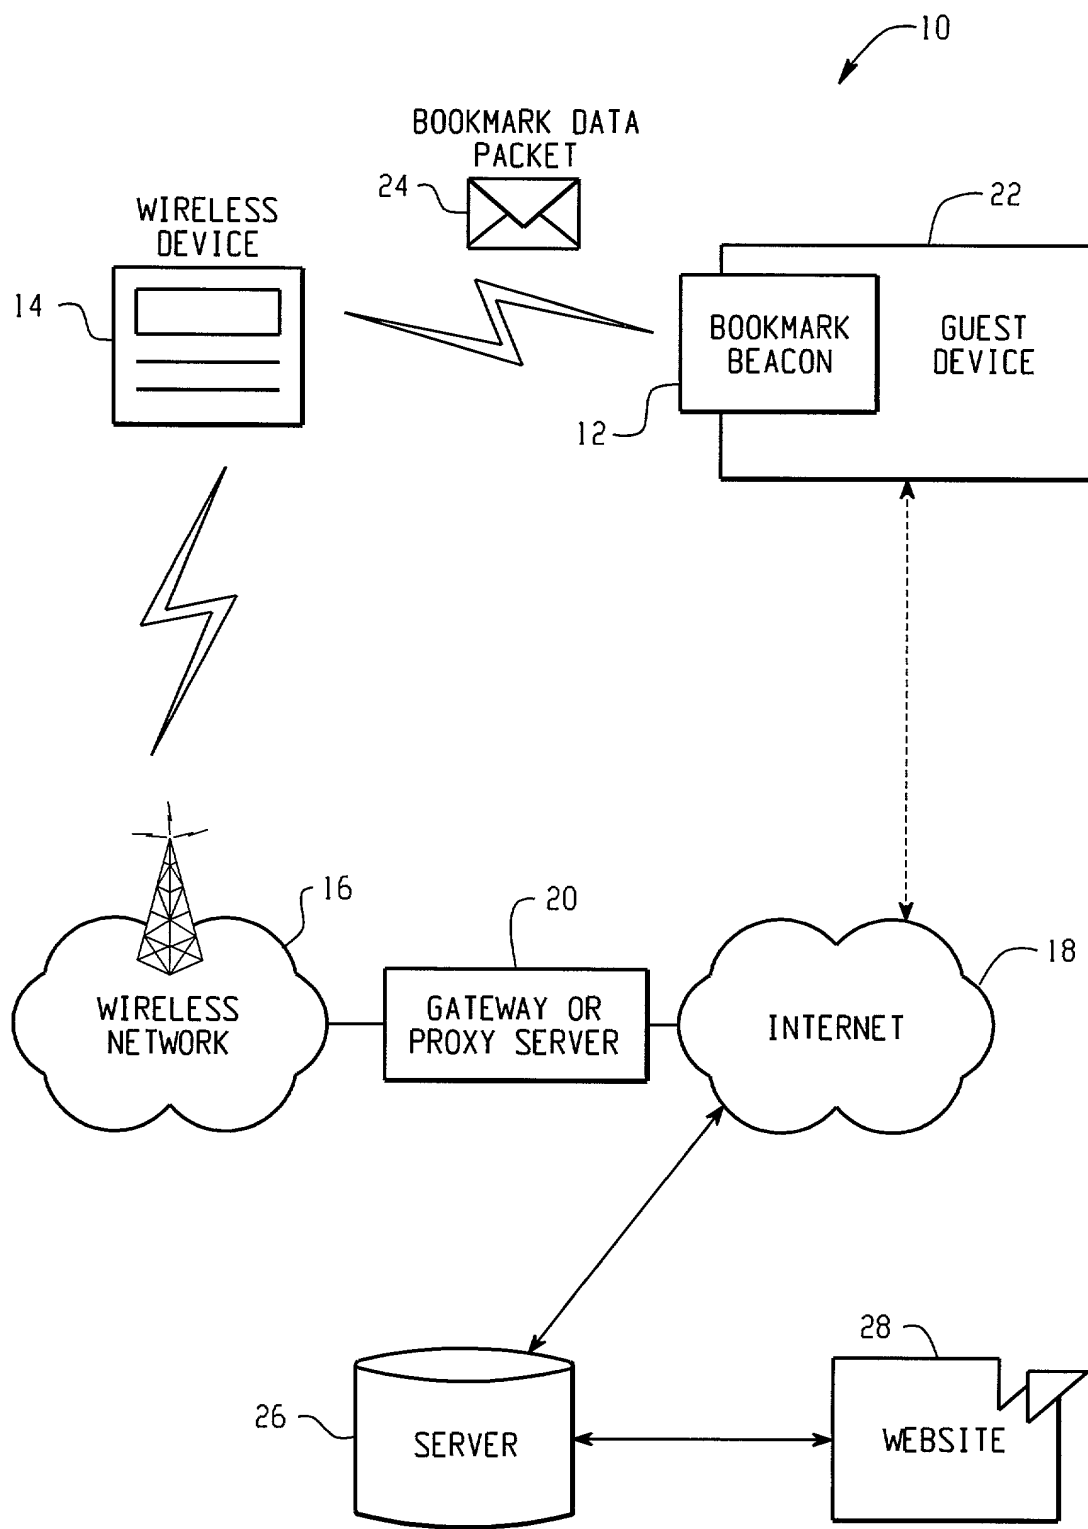 10
BOOKMARK DATA
PACKET
24
WIRELESS
DEVICE
14
22
BOOKMARK
BEACON
GUEST
DEVICE
12
16
20
18
WIRELESS
NETWORK
GATEWAY OR
PROXY SERVER
INTERNET
28
26
SERVER
WEBSITE